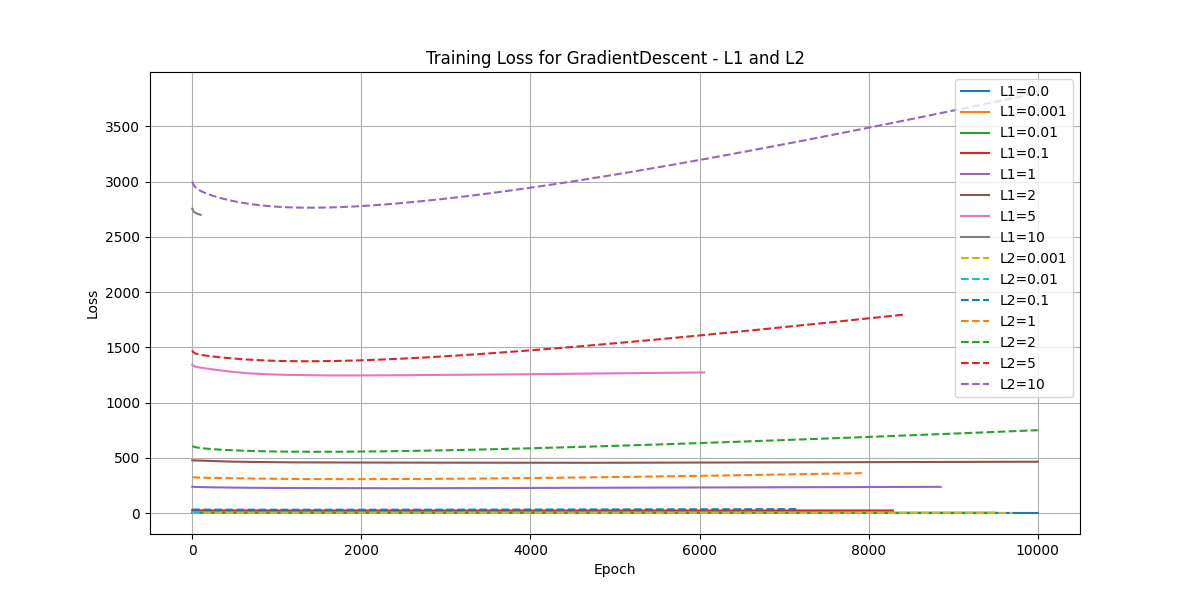 Training Loss for GradientDescent - L1 and L2
Loss
3500
3000
2500
2000
1500
1000
500
0
0
2000
4000
6000
8000
10000
Epoch
L1=0.0
L1=0.001
L1=0.01
L1=0.1
L1=1
L1=2
L1=5
L1=10
L2=0.001
L2=0.01
L2=0.1
L2=1
L2=2
L2=5
L2=10